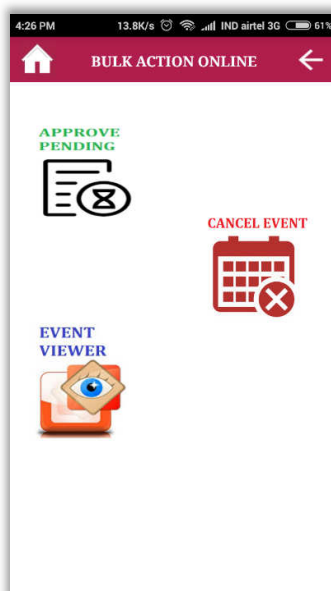 4:26 PM 13.8K/s IND airtel 3G 61%
BULK ACTION ONLINE
APPROVE
PENDING
CANCEL EVENT
EVENT
VIEWER